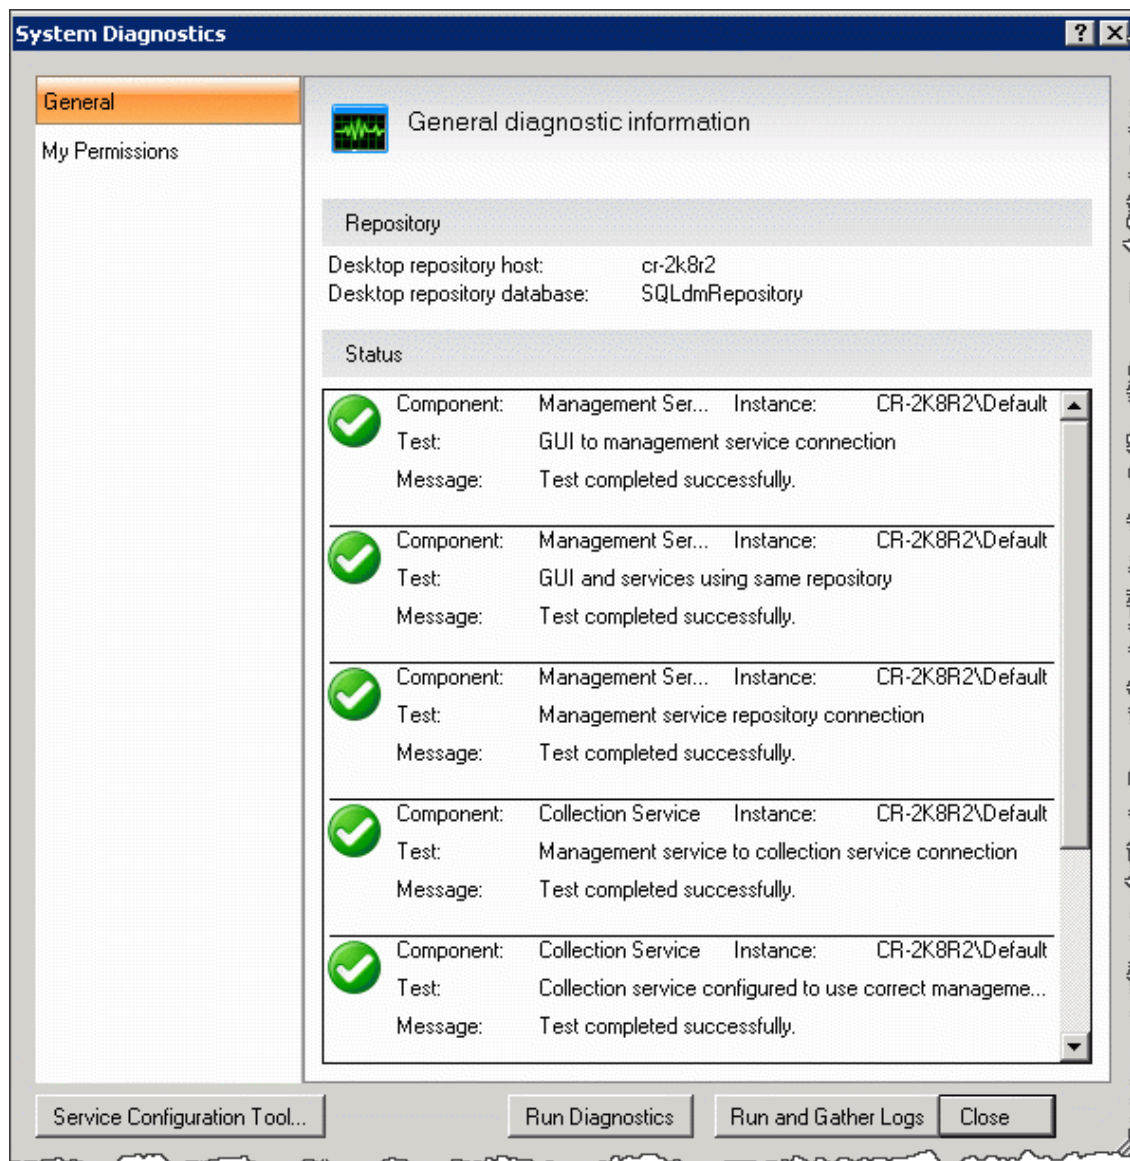 System Diagnostics
General
My Permissions
General diagnostic information
Repository
Desktop repository host: cr-2k8r2
Desktop repository database: SQLdmRepository
Status
Component: Management Ser... Instance: CR-2K8R2\Default
Test: GUI to management service connection
Message: Test completed successfully.
Component: Management Ser... Instance: CR-2K8R2\Default
Test: GUI and services using same repository
Message: Test completed successfully.
Component: Management Ser... Instance: CR-2K8R2\Default
Test: Management service repository connection
Message: Test completed successfully.
Component: Collection Service Instance: CR-2K8R2\Default
Test: Management service to collection service connection
Message: Test completed successfully.
Component: Collection Service Instance: CR-2K8R2\Default
Test: Collection service configured to use correct manageme...
Message: Test completed successfully.
Service Configuration Tool... Run Diagnostics Run and Gather Logs Close